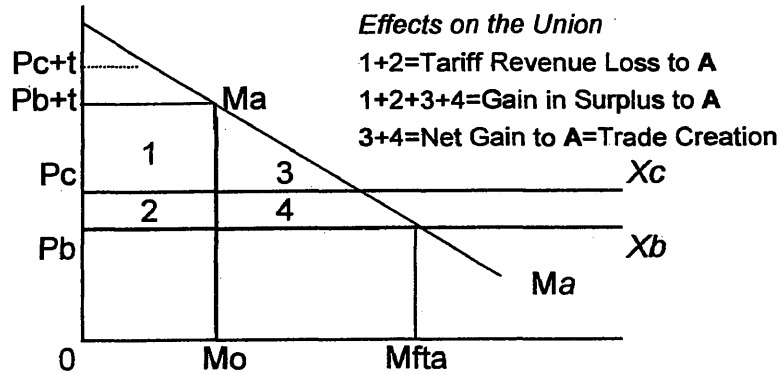 Effects on the Union
Pc+t
1+2=Tariff Revenue Loss to A
Pb+t
Ma
1+2+3+4=Gain in Surplus to A
3+4=Net Gain to A=Trade Creation
1
3
Pc
Xc
2
4
Pb
Xb
Ma
0
Mo
Mfta